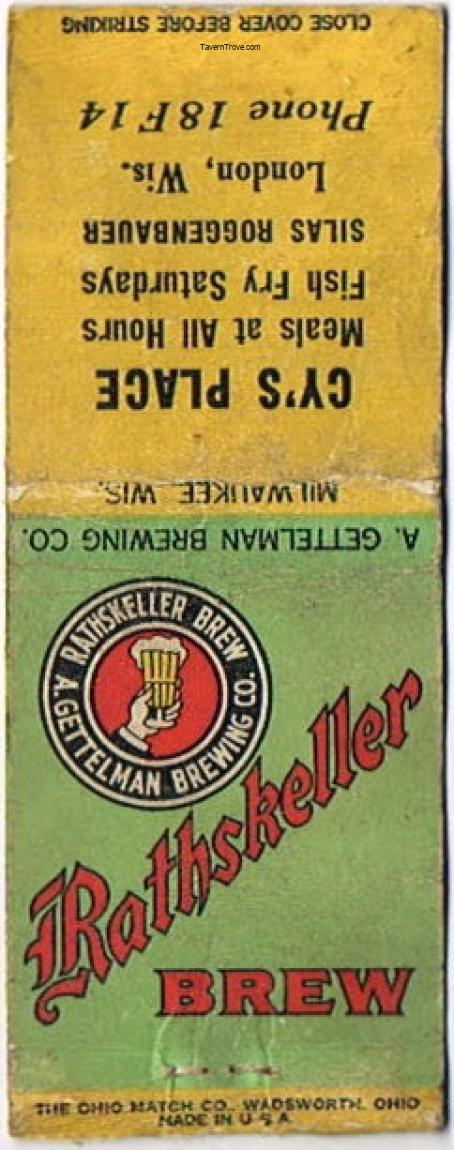 CLOSE COVER BEFORE STRIKING
TavernTrove.com
Phone 18F14
London, Wis.
SILAS ROGGENBAUER
Fish Fry Saturdays
Meals at All Hours
CY'S PLACE
MILWAUKEE, WIS.
A. GETTELMAN BREWING CO.
RATHSKELLER BREW
A. GETTELMAN BREWING CO.
Rathskeller
BREW
THE OHIO MATCH CO., WADSWORTH, OHIO
MADE IN U.S.A.